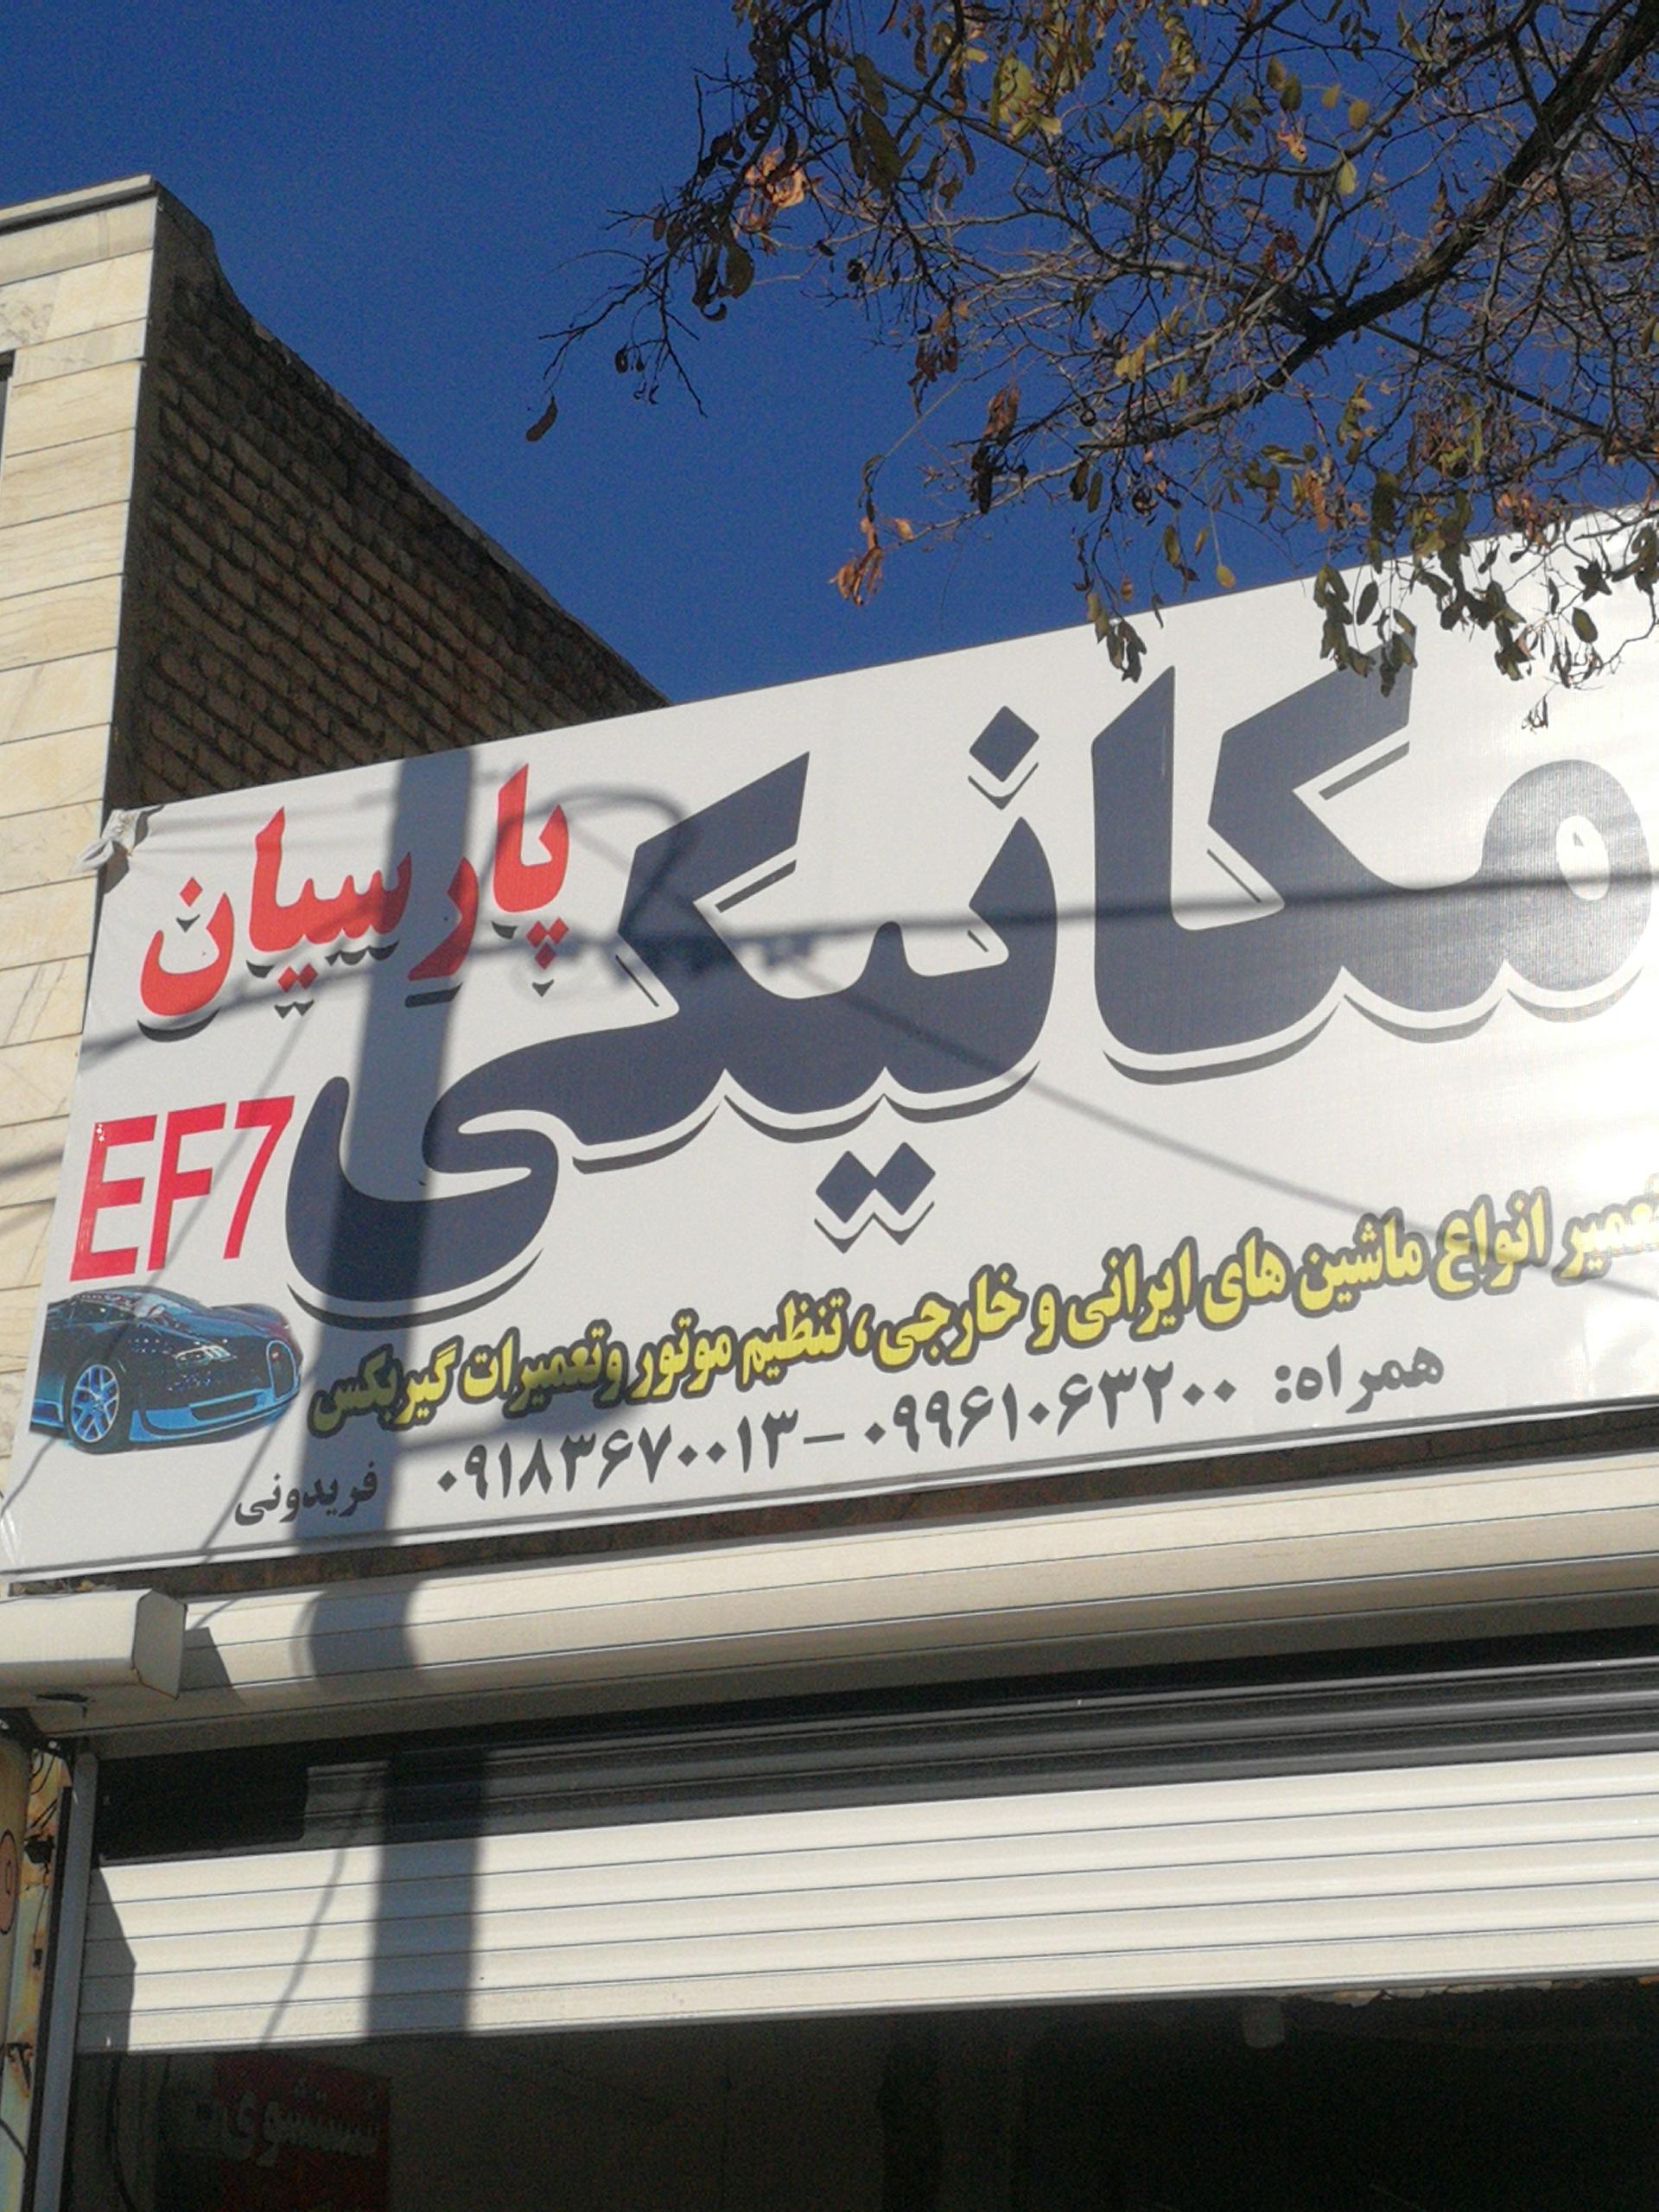 مکانیکی
پارسیان
EF7
تعمیر انواع ماشین های ایرانی و خارجی، تنظیم موتور و تعمیرات گیربکس
همراه: ۰۹۹۶۱۰۶۳۲۰۰ - ۰۹۱۸۳۶۷۰۰۱۳
فریدونی